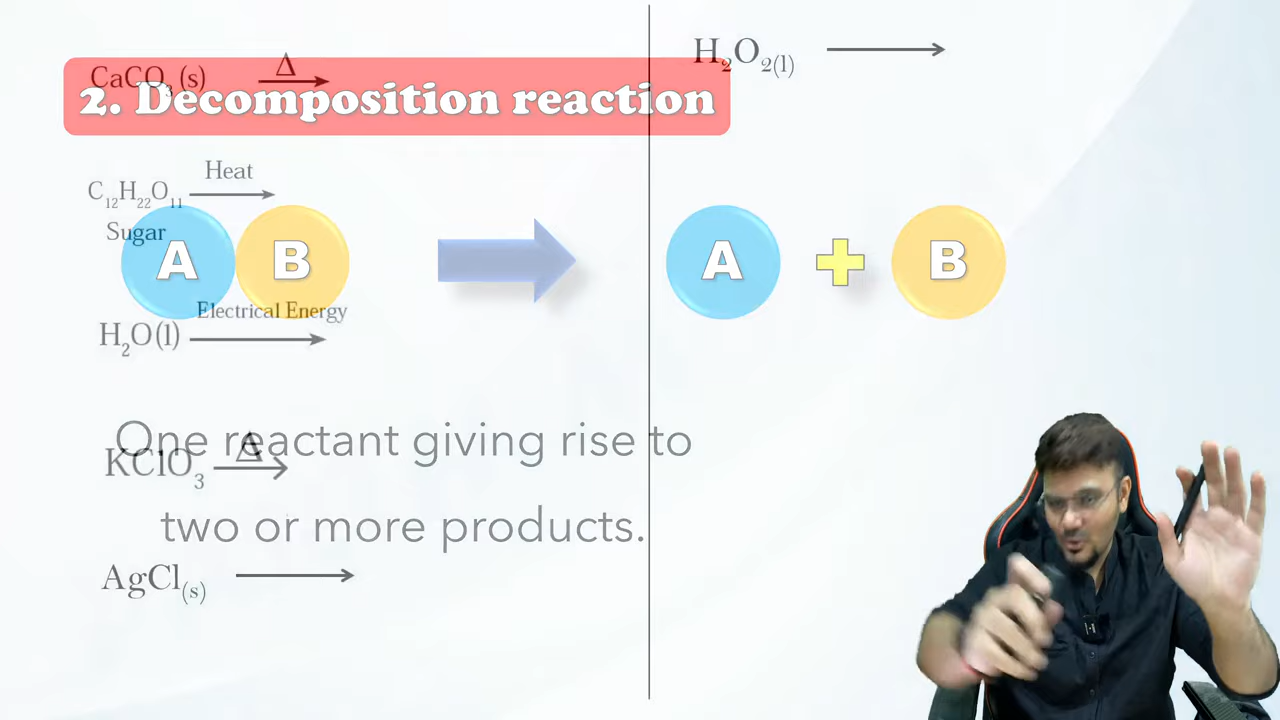 CaCO₃(s) Δ
2. Decomposition reaction
H₂O₂(l)
Heat
C₁₂H₂₂O₁₁
Sugar
A B A + B
Electrical Energy
H₂O(l)
One reactant giving rise to
KClO₃ Δ
two or more products.
AgCl(s)